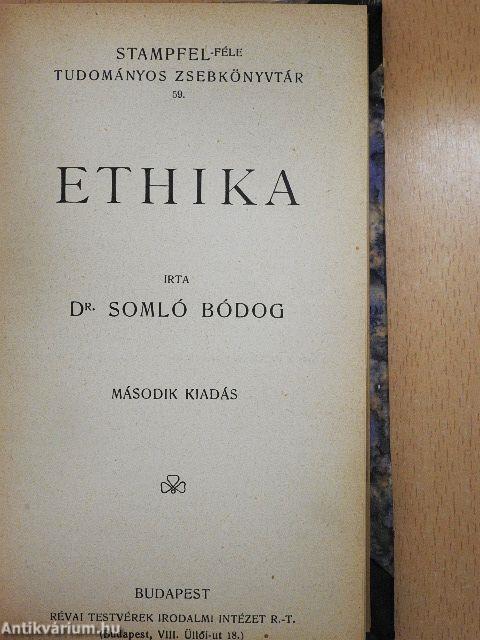 STAMPFEL-FÉLE
TUDOMÁNYOS ZSEBKÖNYVTÁR
59.
ETHIKA
IRTA
DR. SOMLÓ BÓDOG
MÁSODIK KIADÁS
BUDAPEST
RÉVAI TESTVÉREK IRODALMI INTÉZET R.-T.
(Budapest, VIII. Üllői-ut 18.)
Antikvárium.hu